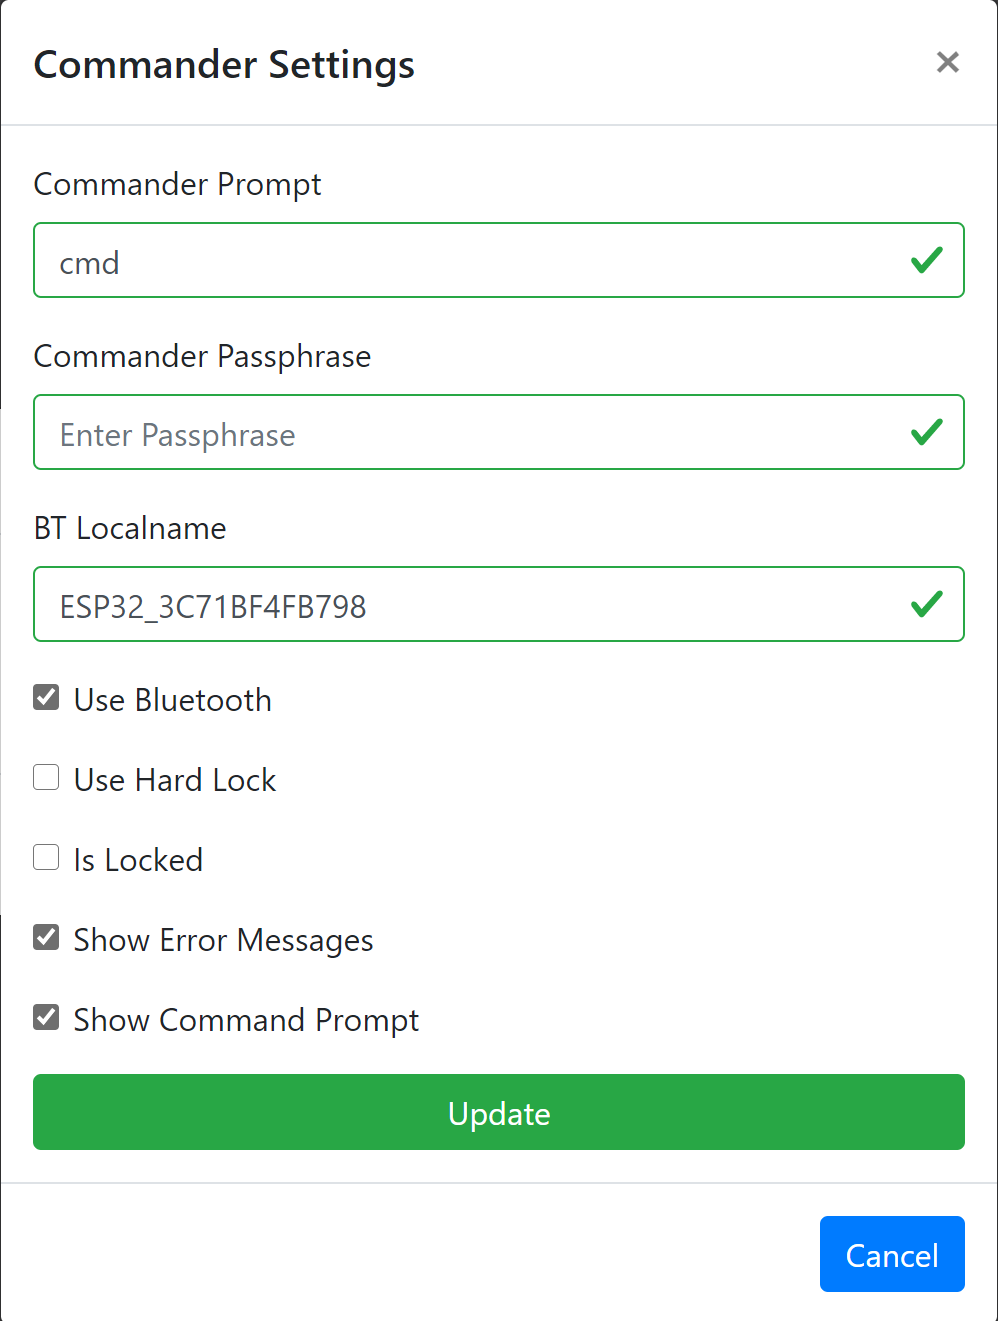 Commander Settings
Commander Prompt
cmd
Commander Passphrase
Enter Passphrase
BT Localname
ESP32_3C71BF4FB798
Use Bluetooth
Use Hard Lock
Is Locked
Show Error Messages
Show Command Prompt
Update
Cancel